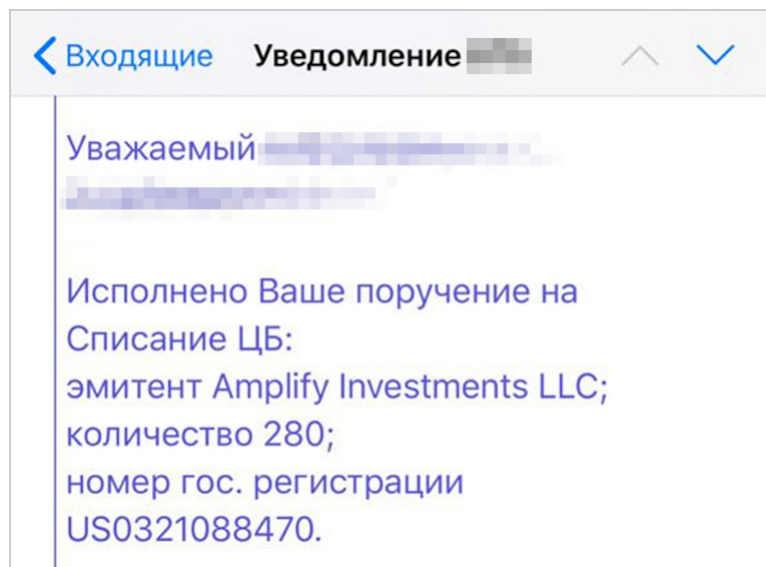 Входящие Уведомление
Уважаемый
Исполнено Ваше поручение на
Списание ЦБ:
эмитент Amplify Investments LLC;
количество 280;
номер гос. регистрации
US0321088470.